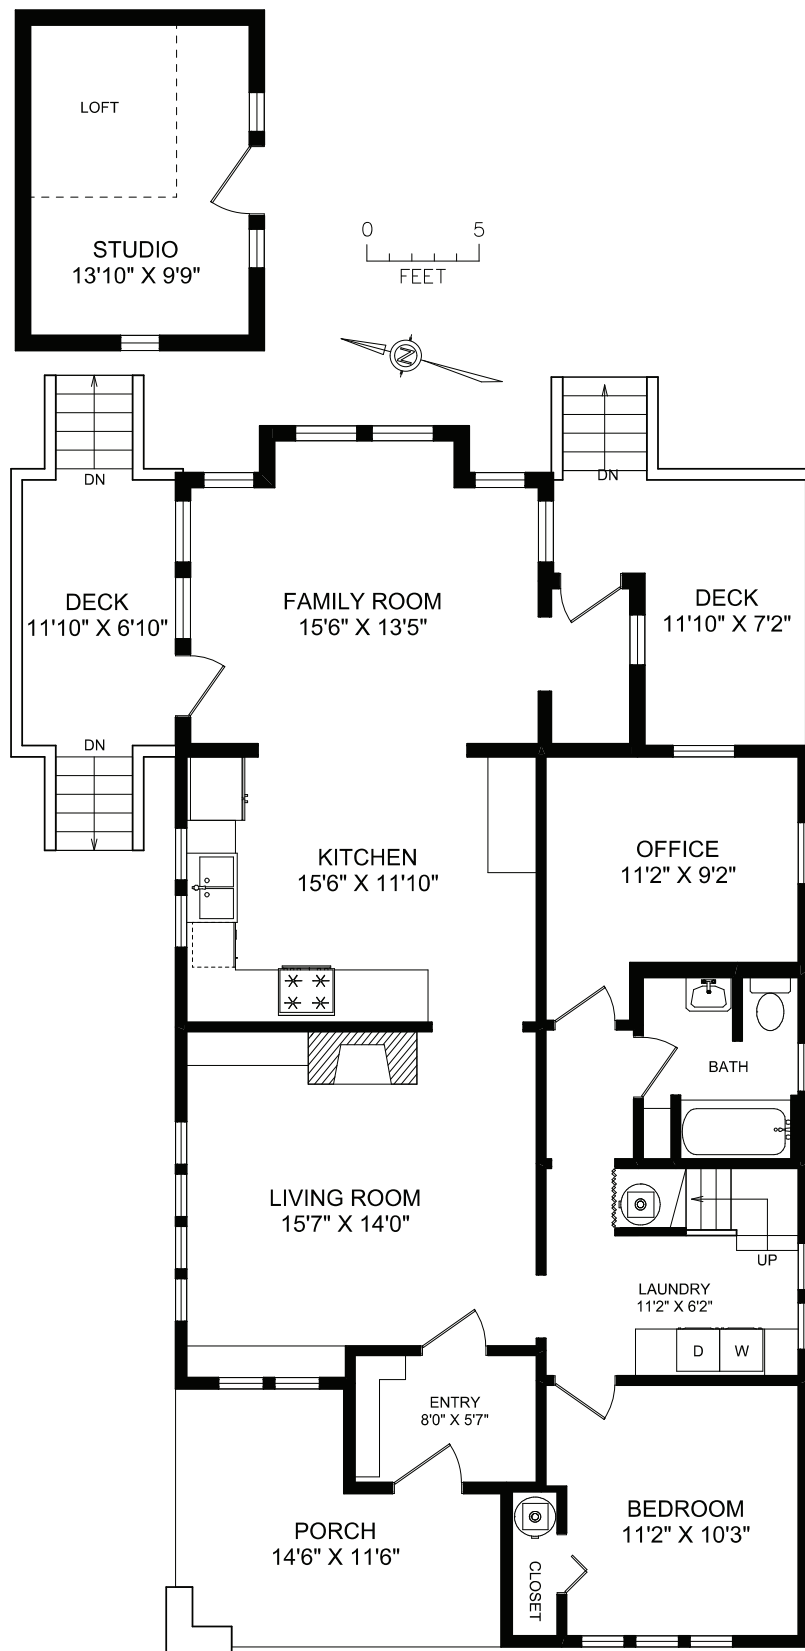 LOFT
STUDIO
13'10" X 9'9"
0 5
FEET
N
DN
DN
DECK
11'10" X 6'10"
FAMILY ROOM
15'6" X 13'5"
DECK
11'10" X 7'2"
DN
KITCHEN
15'6" X 11'10"
OFFICE
11'2" X 9'2"
BATH
LIVING ROOM
15'7" X 14'0"
UP
LAUNDRY
11'2" X 6'2"
D W
ENTRY
8'0" X 5'7"
BEDROOM
11'2" X 10'3"
PORCH
14'6" X 11'6"
CLOSET